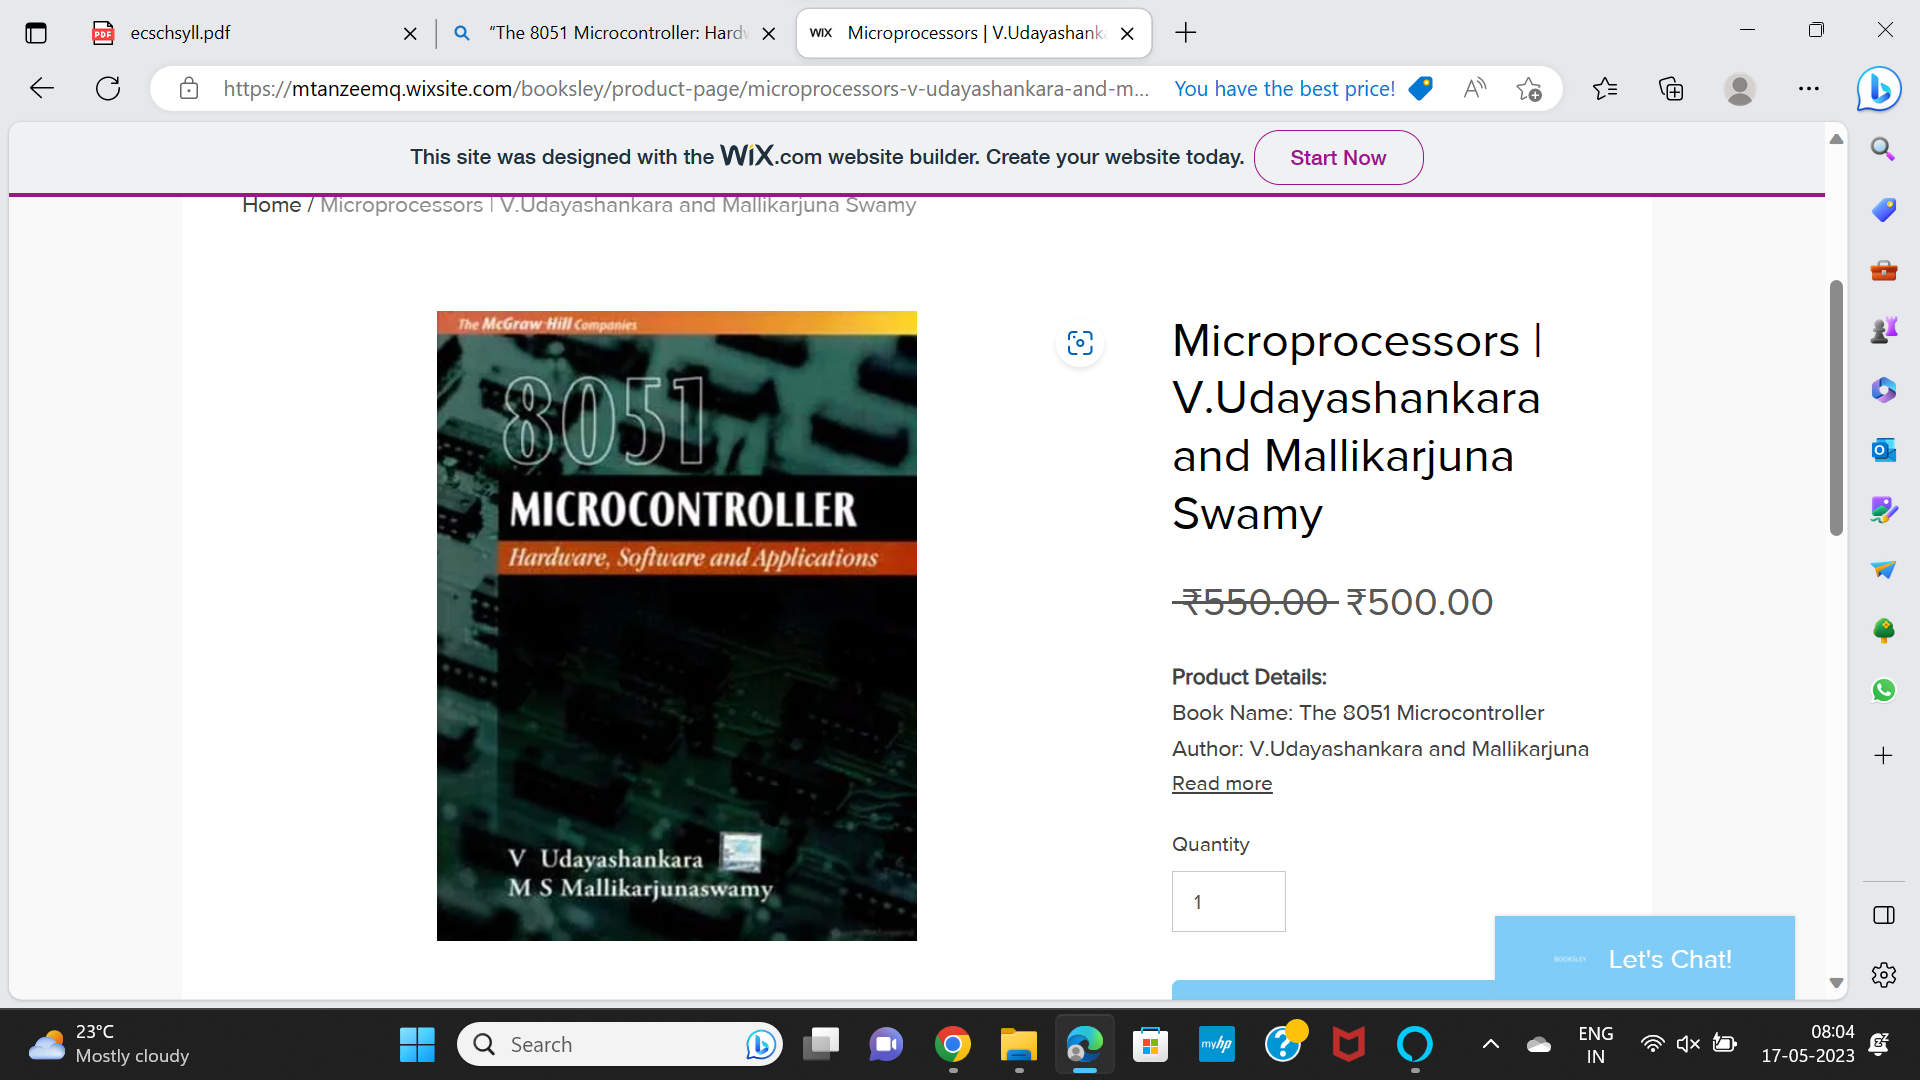 ecschsyll.pdf
"The 8051 Microcontroller: Hardw
WIX Microprocessors | V.Udayashanka
https://mtanzeemq.wixsite.com/booksley/product-page/microprocessors-v-udayashankara-and-m...
You have the best price!
This site was designed with the WiX.com website builder. Create your website today.
Start Now
Home / Microprocessors | V.Udayashankara and Mallikarjuna Swamy
The McGraw-Hill Companies
8051
MICROCONTROLLER
Hardware, Software and Applications
V Udayashankara
M S Mallikarjunaswamy
Microprocessors |
V.Udayashankara
and Mallikarjuna
Swamy
₹550.00 ₹500.00
Product Details:
Book Name: The 8051 Microcontroller
Author: V.Udayashankara and Mallikarjuna
Read more
Quantity
1
BOOKSLEY
Let's Chat!
23°C
Mostly cloudy
Search
myhp
ENG
IN
08:04
17-05-2023